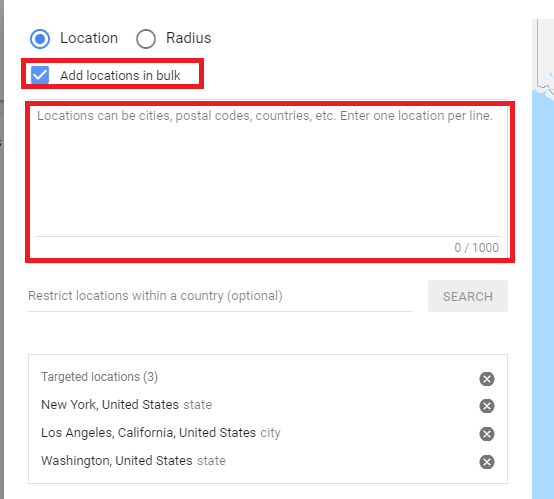 Location Radius
Add locations in bulk
Locations can be cities, postal codes, countries, etc. Enter one location per line.
0 / 1000
Restrict locations within a country (optional) SEARCH
Targeted locations (3)
New York, United States state
Los Angeles, California, United States city
Washington, United States state